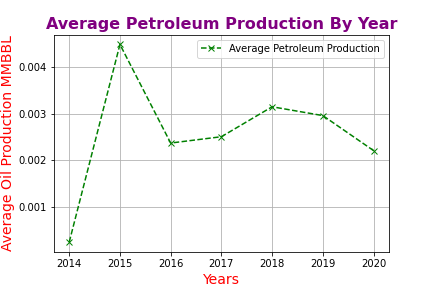 Average Petroleum Production By Year
Average Petroleum Production
Average Oil Production MMBBL
0.004
0.003
0.002
0.001
2014 2015 2016 2017 2018 2019 2020
Years